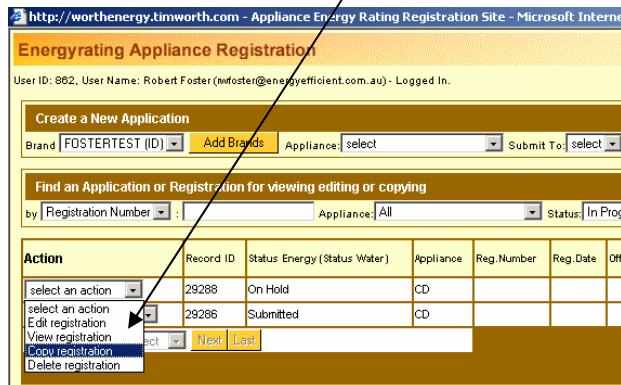 http://worthenergy.timworth.com - Appliance Energy Rating Registration Site - Microsoft Intern
Energyrating Appliance Registration
User ID: 862, User Name: Robert Foster (rwfoster@energyefficient.com.au) - Logged In.
Create a New Application
Brand FOSTERTEST (ID) Add Brands Appliance: select Submit To: select
Find an Application or Registration for viewing editing or copying
by Registration Number : Appliance: All Status: In Prog
Action Record ID Status Energy (Status Water) Appliance Reg.Number Reg.Date Off
select an action 29288 On Hold CD
select an action
Edit registration 29286 Submitted CD
View registration
Copy registration ect Next Last
Delete registration